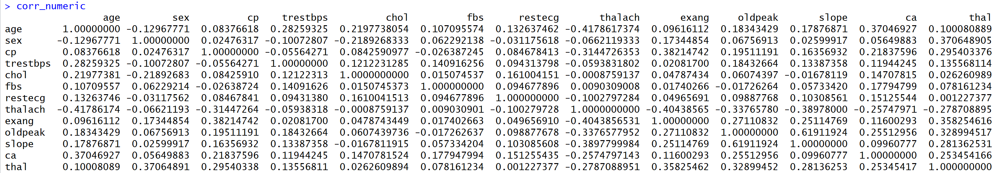 > corr_numeric
age sex cp trestbps chol fbs restecg thalach exang oldpeak slope ca thal
age 1.00000000 -0.12967771 0.08376618 0.28259325 0.2197738054 0.107095574 0.132637462 -0.4178617374 0.09616112 0.18343429 0.17876871 0.37046927 0.100080889
sex -0.12967771 1.00000000 0.02476317 -0.10072807 -0.2189268333 0.062292138 -0.031175618 -0.0662119333 0.17344854 0.06756913 0.02599917 0.05649883 0.370648905
cp 0.08376618 0.02476317 1.00000000 -0.05564271 0.0842590977 -0.026387245 0.084678413 -0.3144726353 0.38214742 0.19511191 0.16356932 0.21837596 0.295403376
trestbps 0.28259325 -0.10072807 -0.05564271 1.00000000 0.1212231285 0.140916256 0.094313798 -0.0593831802 0.02081700 0.18432664 0.13387358 0.11944245 0.135568114
chol 0.21977381 -0.21892683 0.08425910 0.12122313 1.0000000000 0.015074537 0.161004151 -0.0008759137 0.04787434 0.06074397 -0.01678119 0.14707815 0.026260989
fbs 0.10709557 0.06229214 -0.02638724 0.14091626 0.0150745373 1.000000000 0.094677896 0.0090309008 0.01740266 -0.01726264 0.05733420 0.17794799 0.078161234
restecg 0.13263746 -0.03117562 0.08467841 0.09431380 0.1610041513 0.094677896 1.000000000 -0.1002797284 0.04965691 0.09887768 0.10308561 0.15125544 0.001227377
thalach -0.41786174 -0.06621193 -0.31447264 -0.05938318 -0.0008759137 0.009030901 -0.100279728 1.0000000000 -0.40438565 -0.33765780 -0.38978000 -0.25747971 -0.278708895
exang 0.09616112 0.17344854 0.38214742 0.02081700 0.0478743449 0.017402663 0.049656910 -0.4043856531 1.00000000 0.27110832 0.25114769 0.11600293 0.358254616
oldpeak 0.18343429 0.06756913 0.19511191 0.18432664 0.0607439736 -0.017262637 0.098877678 -0.3376577952 0.27110832 1.00000000 0.61911924 0.25512956 0.328994517
slope 0.17876871 0.02599917 0.16356932 0.13387358 -0.0167811915 0.057334204 0.103085608 -0.3897799984 0.25114769 0.61911924 1.00000000 0.09960777 0.281362531
ca 0.37046927 0.05649883 0.21837596 0.11944245 0.1470781524 0.177947994 0.151255435 -0.2574797143 0.11600293 0.25512956 0.09960777 1.00000000 0.253454166
thal 0.10008089 0.37064891 0.29540338 0.13556811 0.0262609894 0.078161234 0.001227377 -0.2787088951 0.35825462 0.32899452 0.28136253 0.25345417 1.000000000